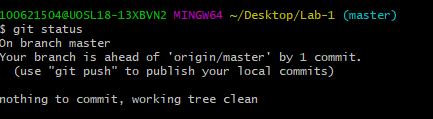 100621504@UOSL18-13XBVN2 MINGW64 ~/Desktop/Lab-1 (master)
$ git status
On branch master
Your branch is ahead of 'origin/master' by 1 commit.
  (use "git push" to publish your local commits)

nothing to commit, working tree clean